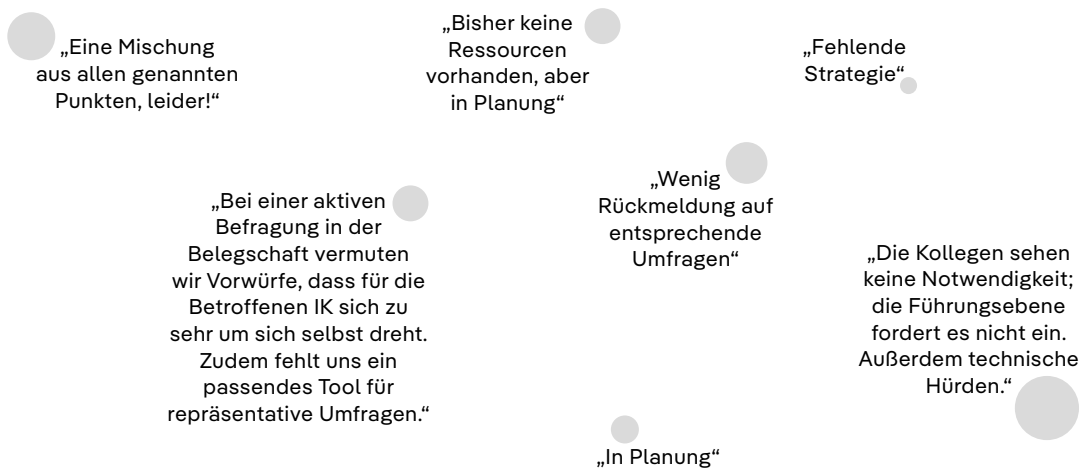 „Eine Mischung
aus allen genannten
Punkten, leider!“
„Bisher keine
Ressourcen
vorhanden, aber
in Planung“
„Fehlende
Strategie“
„Bei einer aktiven
Befragung in der
Belegschaft vermuten
wir Vorwürfe, dass für die
Betroffenen IK sich zu
sehr um sich selbst dreht.
Zudem fehlt uns ein
passendes Tool für
repräsentative Umfragen.“
„Wenig
Rückmeldung auf
entsprechende
Umfragen“
„Die Kollegen sehen
keine Notwendigkeit;
die Führungsebene
fordert es nicht ein.
Außerdem technische
Hürden.“
„In Planung“